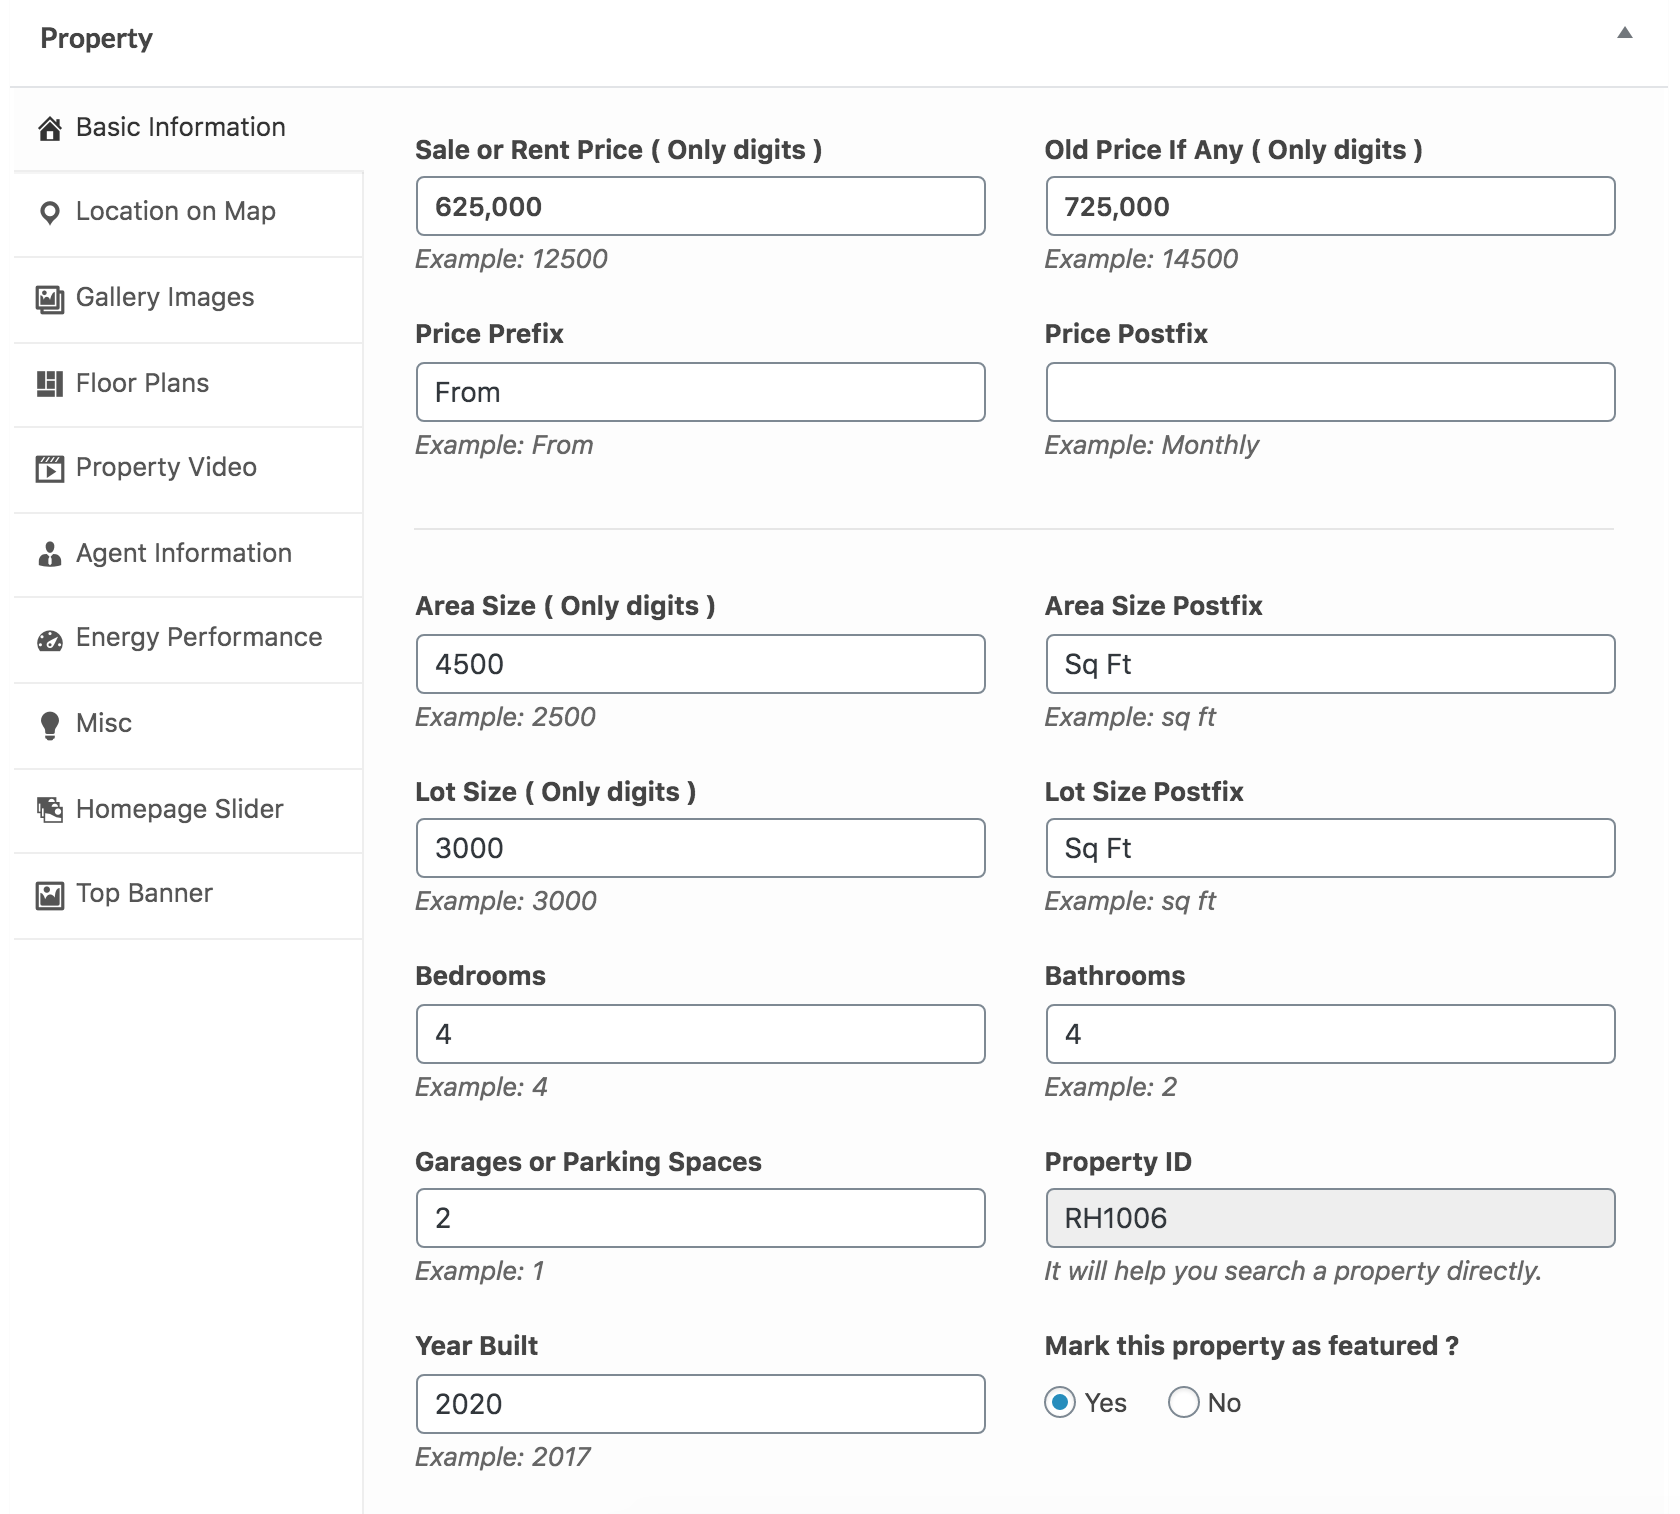 Property
Basic Information
Location on Map
Gallery Images
Floor Plans
Property Video
Agent Information
Energy Performance
Misc
Homepage Slider
Top Banner
Sale or Rent Price ( Only digits )
625,000
Example: 12500
Old Price If Any ( Only digits )
725,000
Example: 14500
Price Prefix
From
Example: From
Price Postfix
Example: Monthly
Area Size ( Only digits )
4500
Example: 2500
Area Size Postfix
Sq Ft
Example: sq ft
Lot Size ( Only digits )
3000
Example: 3000
Lot Size Postfix
Sq Ft
Example: sq ft
Bedrooms
4
Example: 4
Bathrooms
4
Example: 2
Garages or Parking Spaces
2
Example: 1
Property ID
RH1006
It will help you search a property directly.
Year Built
2020
Example: 2017
Mark this property as featured ?
Yes No